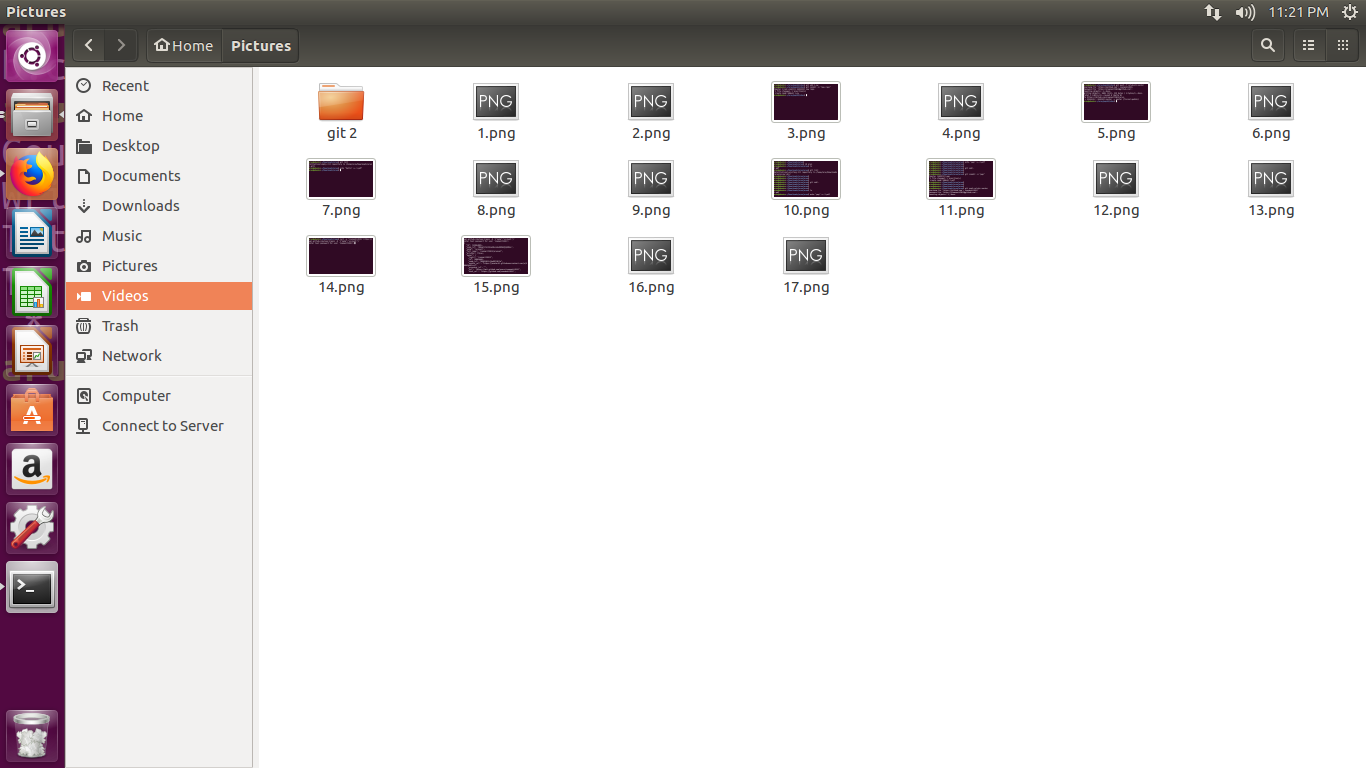 Pictures
11:21 PM
Home
Pictures
Recent
Home
Desktop
Documents
Downloads
Music
Pictures
Videos
Trash
Network
Computer
Connect to Server
git 2
PNG
1.png
PNG
2.png
3.png
PNG
4.png
5.png
PNG
6.png
7.png
PNG
8.png
PNG
9.png
10.png
11.png
PNG
12.png
PNG
13.png
14.png
15.png
PNG
16.png
PNG
17.png